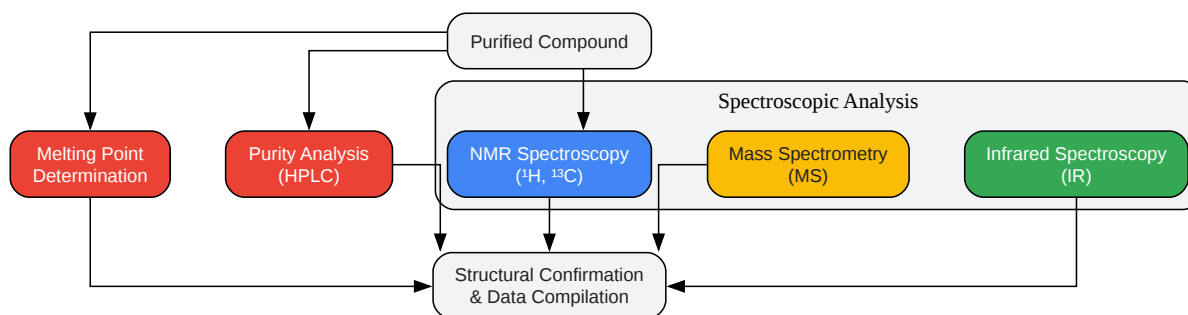 Purified Compound
Spectroscopic Analysis
Melting Point
Determination
Purity Analysis
(HPLC)
NMR Spectroscopy
(¹H, ¹³C)
Mass Spectrometry
(MS)
Infrared Spectroscopy
(IR)
Structural Confirmation
& Data Compilation